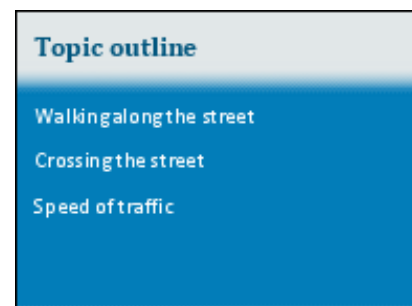 Topic outline
Walking along the street
Crossing the street
Speed of traffic